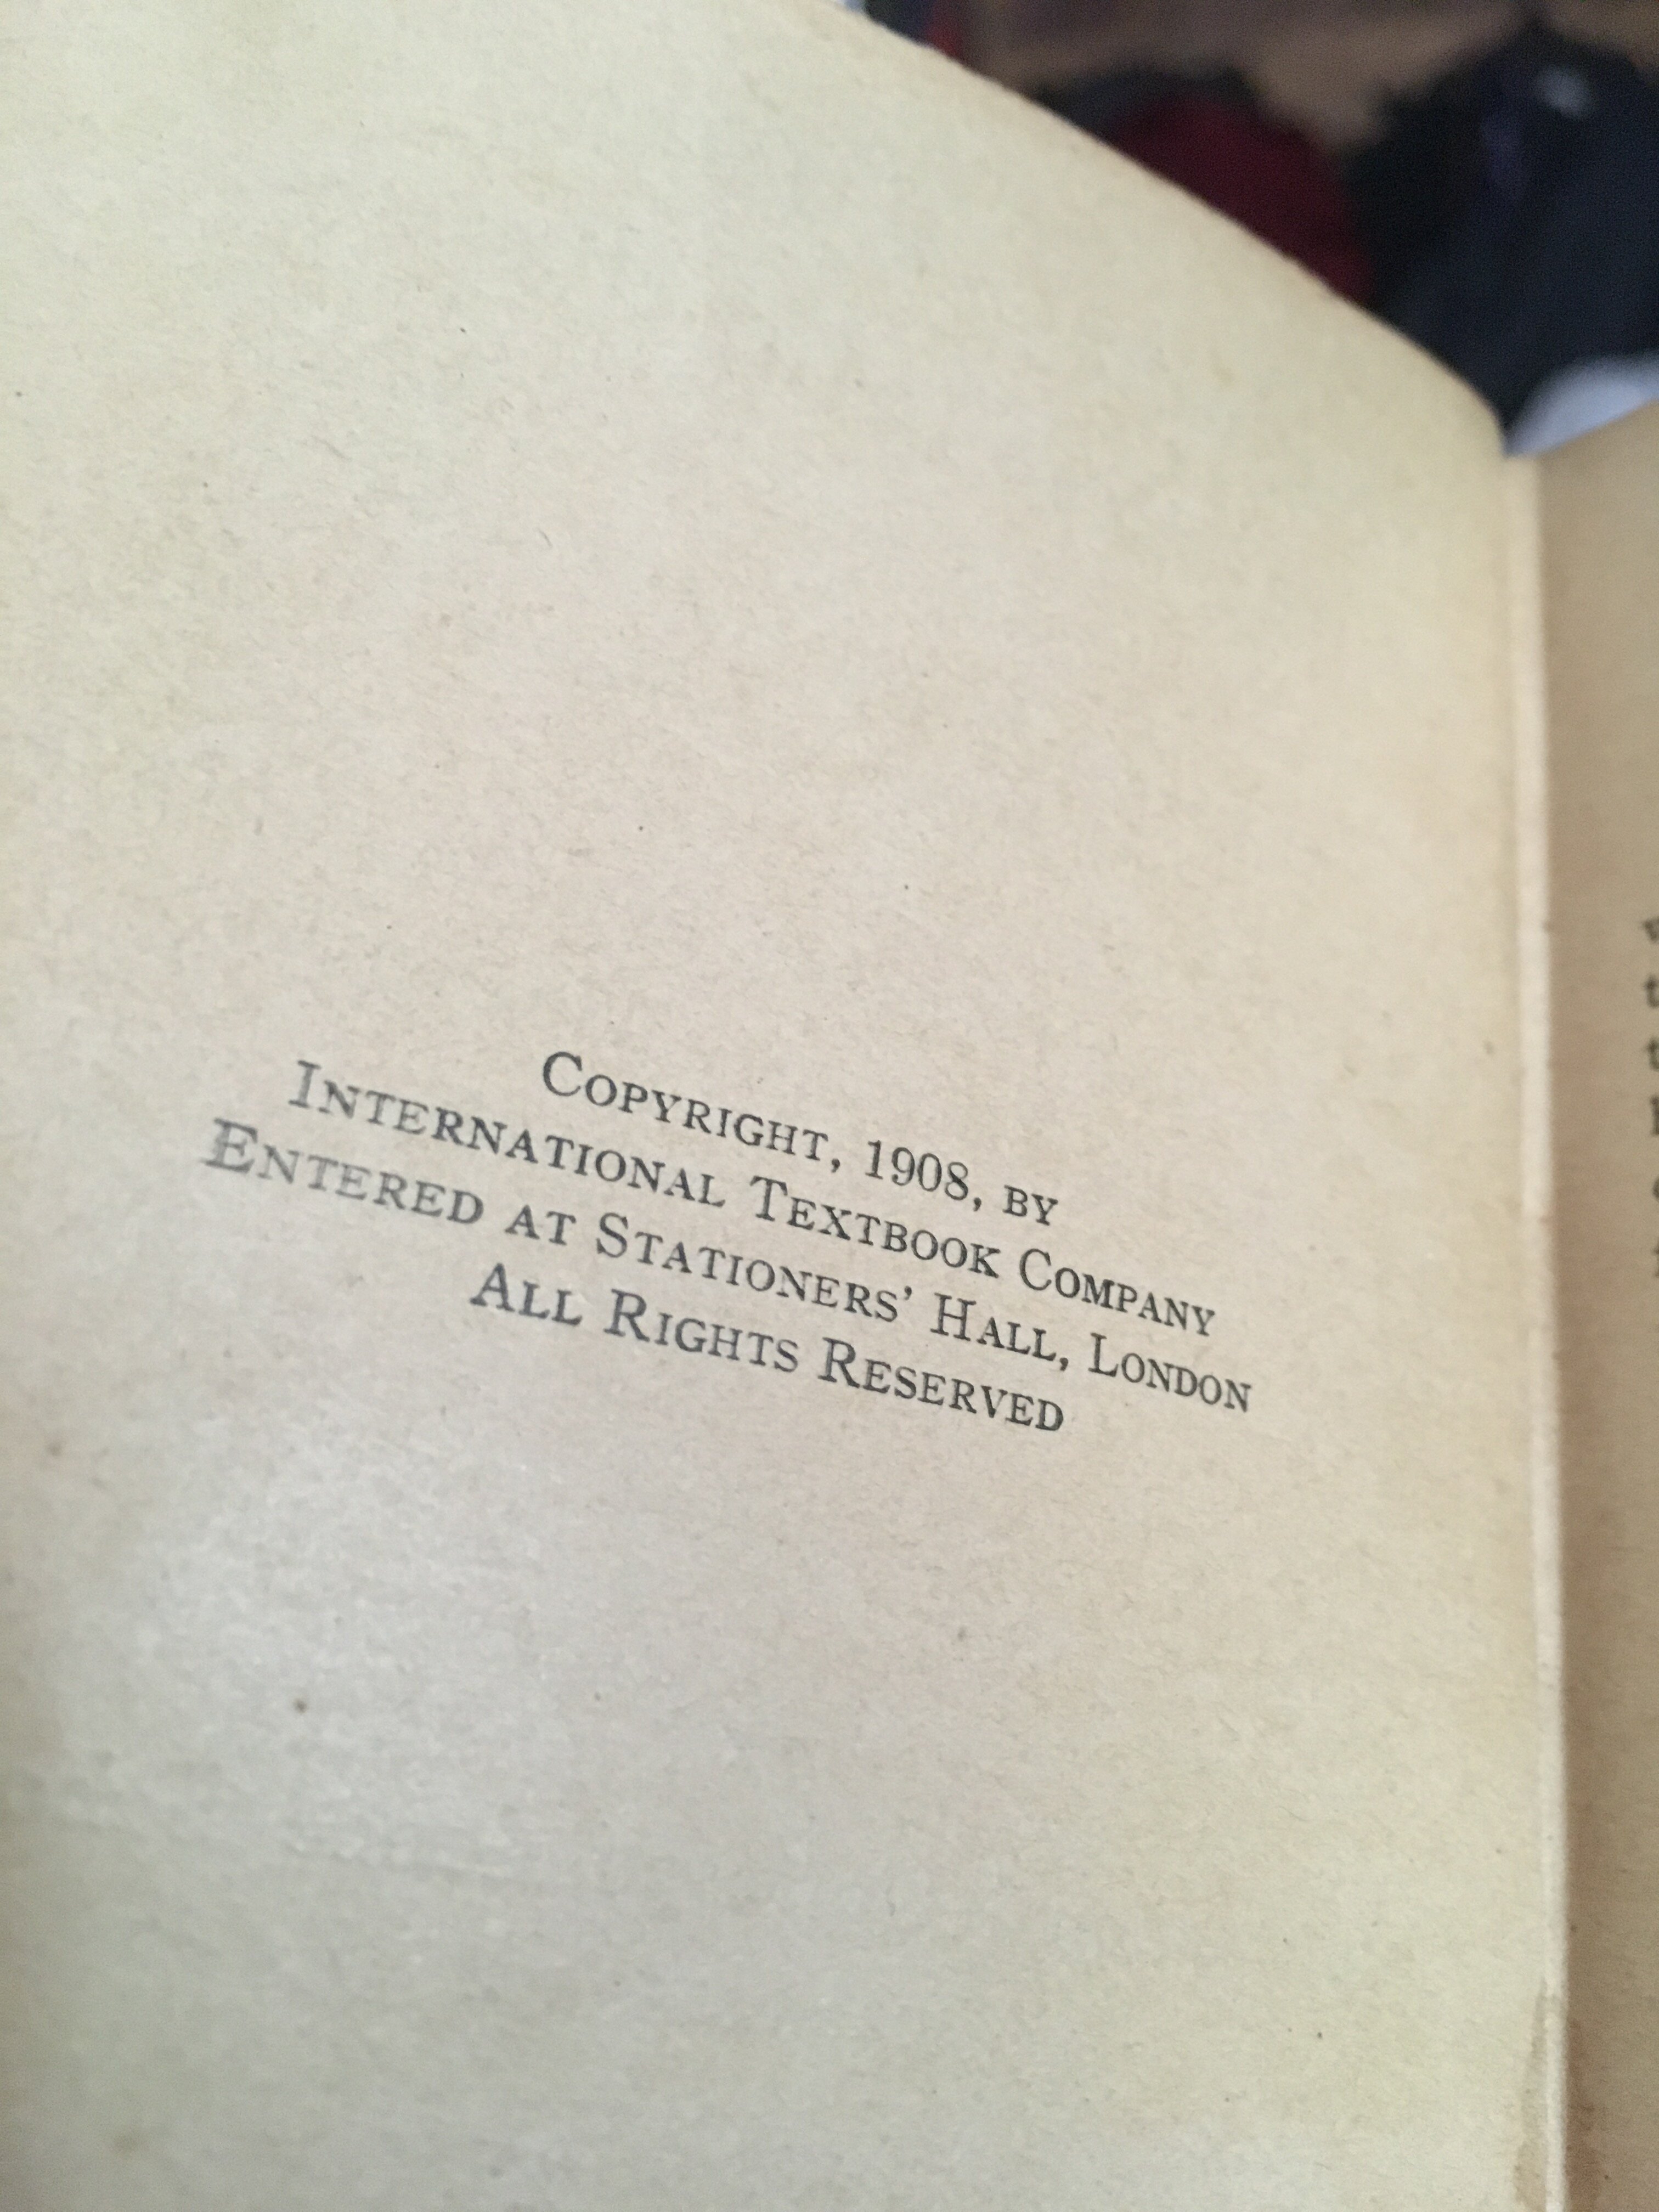 Copyright, 1908, by
International Textbook Company
Entered at Stationers' Hall, London
All Rights Reserved